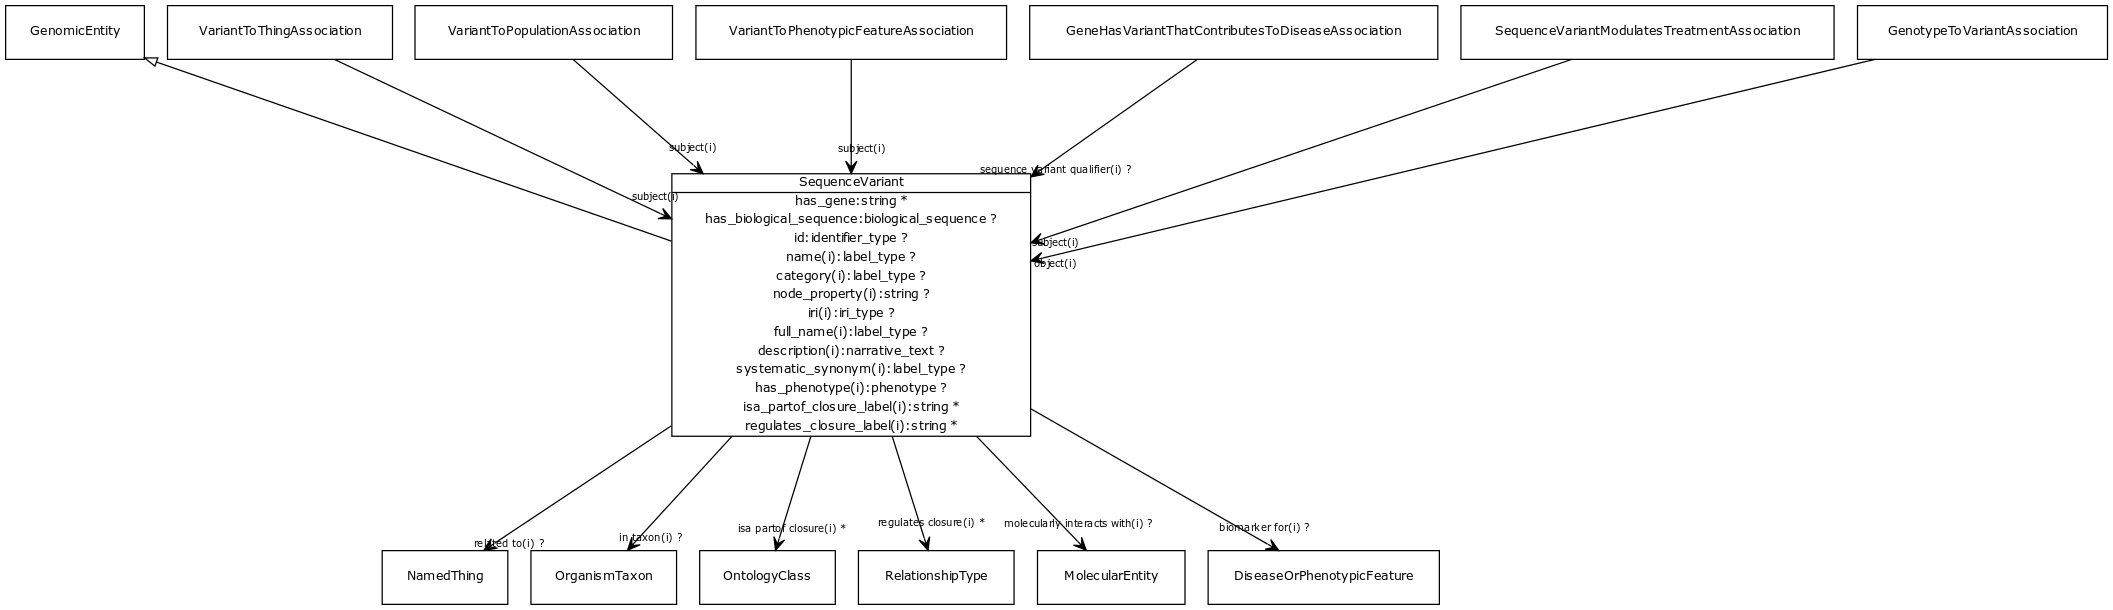 GenomicEntity
VariantToThingAssociation
VariantToPopulationAssociation
VariantToPhenotypicFeatureAssociation
GeneHasVariantThatContributesToDiseaseAssociation
SequenceVariantModulatesTreatmentAssociation
GenotypeToVariantAssociation
subject(i)
subject(i)
sequence variant qualifier(i) ?
subject(i)
subject(i)
object(i)
SequenceVariant
has_gene:string *
has_biological_sequence:biological_sequence ?
id:identifier_type ?
name(i):label_type ?
category(i):label_type ?
node_property(i):string ?
iri(i):iri_type ?
full_name(i):label_type ?
description(i):narrative_text ?
systematic_synonym(i):label_type ?
has_phenotype(i):phenotype ?
isa_partof_closure_label(i):string *
regulates_closure_label(i):string *
related to(i) ?
in taxon(i) ?
isa partof closure(i) *
regulates closure(i) *
molecularly interacts with(i) ?
biomarker for(i) ?
NamedThing
OrganismTaxon
OntologyClass
RelationshipType
MolecularEntity
DiseaseOrPhenotypicFeature